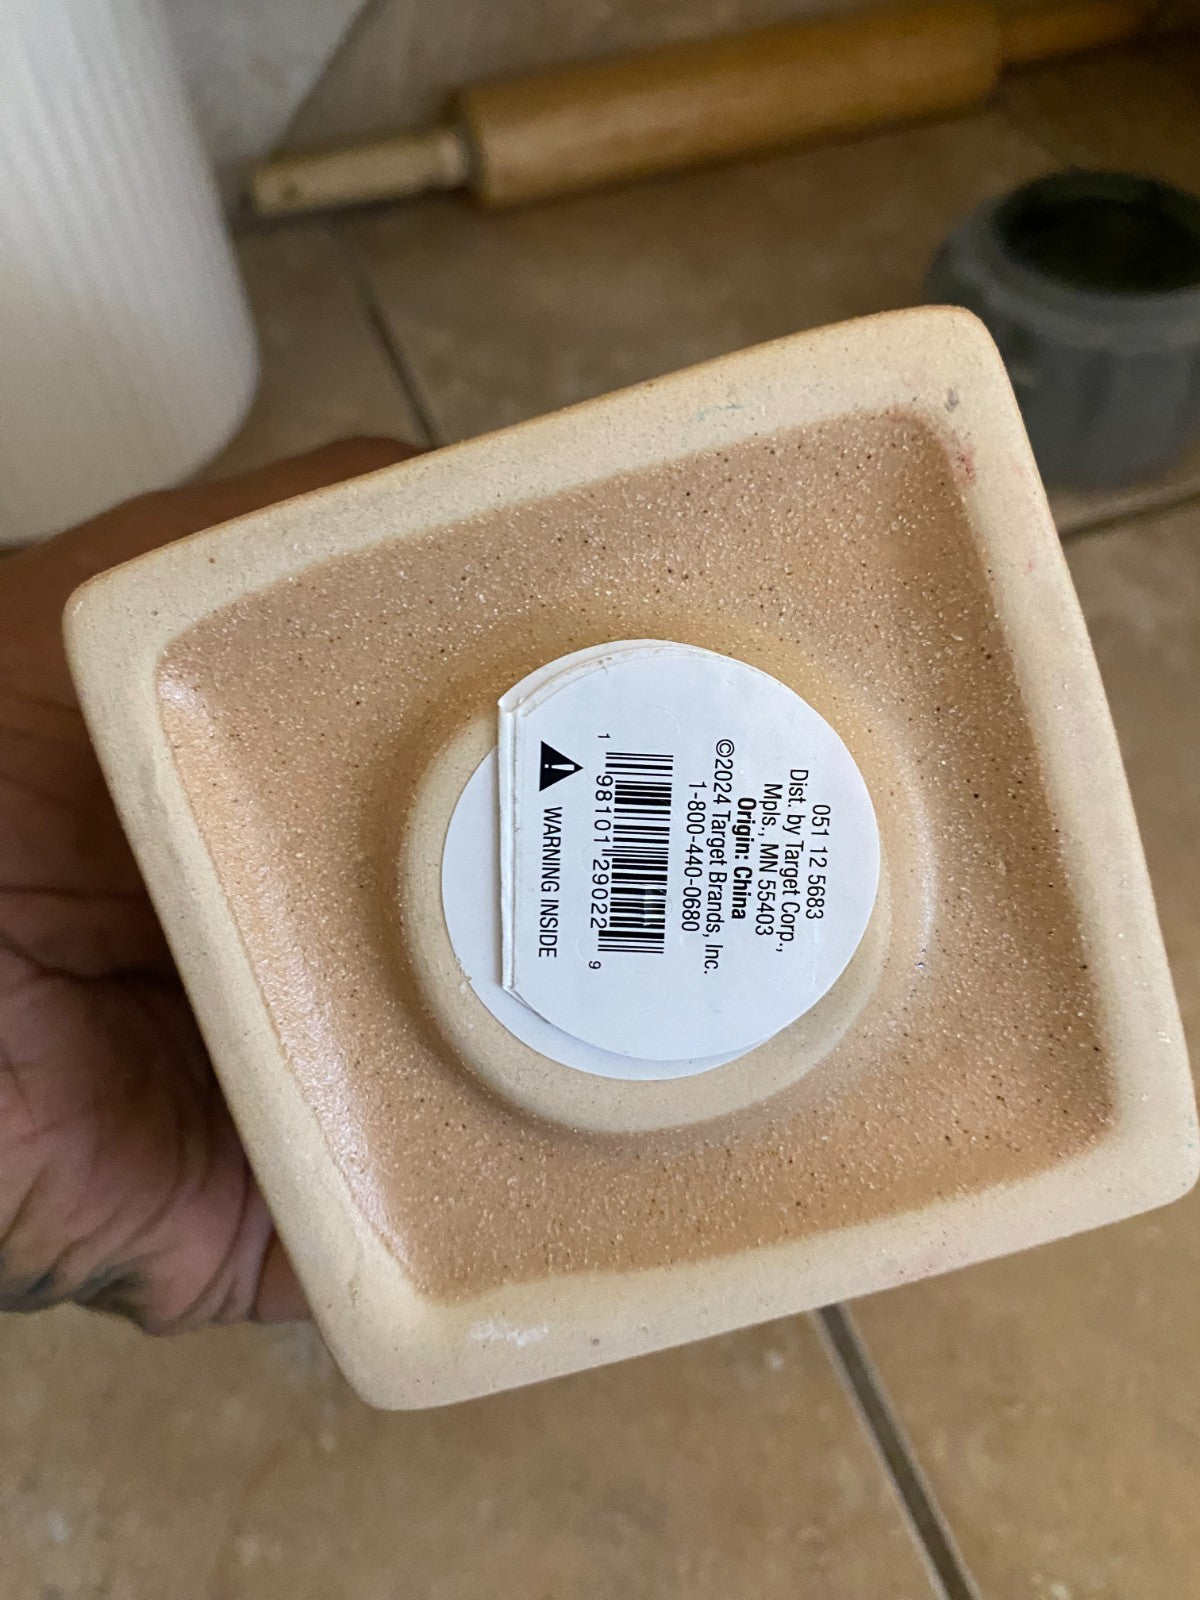 051 12 5683
Dist. by Target Corp.,
Mpls., MN 55403
Origin: China
©2024 Target Brands, Inc.
1-800-440-0680
1 98101 29022 9
WARNING INSIDE